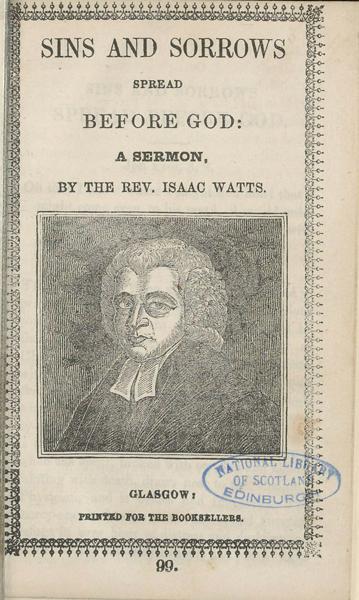 SINS AND SORROWS
SPREAD
BEFORE GOD:
A SERMON,
BY THE REV. ISAAC WATTS.
NATIONAL LIBRARY
OF SCOTLAND
EDINBURGH
GLASGOW:
PRINTED FOR THE BOOKSELLERS.
99.